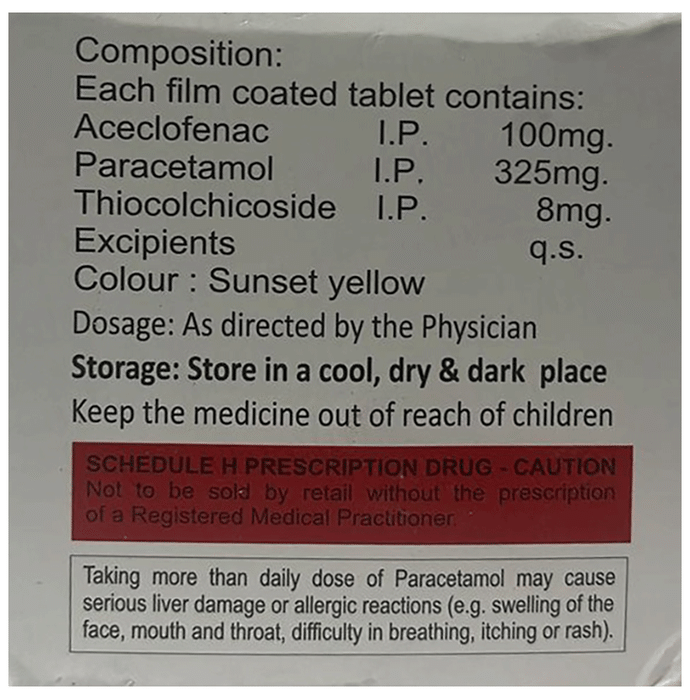 Composition:
Each film coated tablet contains:
Aceclofenac I.P. 100mg.
Paracetamol I.P. 325mg.
Thiocolchicoside I.P. 8mg.
Excipients q.s.
Colour : Sunset yellow
Dosage: As directed by the Physician
Storage: Store in a cool, dry & dark place
Keep the medicine out of reach of children
SCHEDULE H PRESCRIPTION DRUG - CAUTION
Not to be sold by retail without the prescription
of a Registered Medical Practitioner.
Taking more than daily dose of Paracetamol may cause
serious liver damage or allergic reactions (e.g. swelling of the
face, mouth and throat, difficulty in breathing, itching or rash).